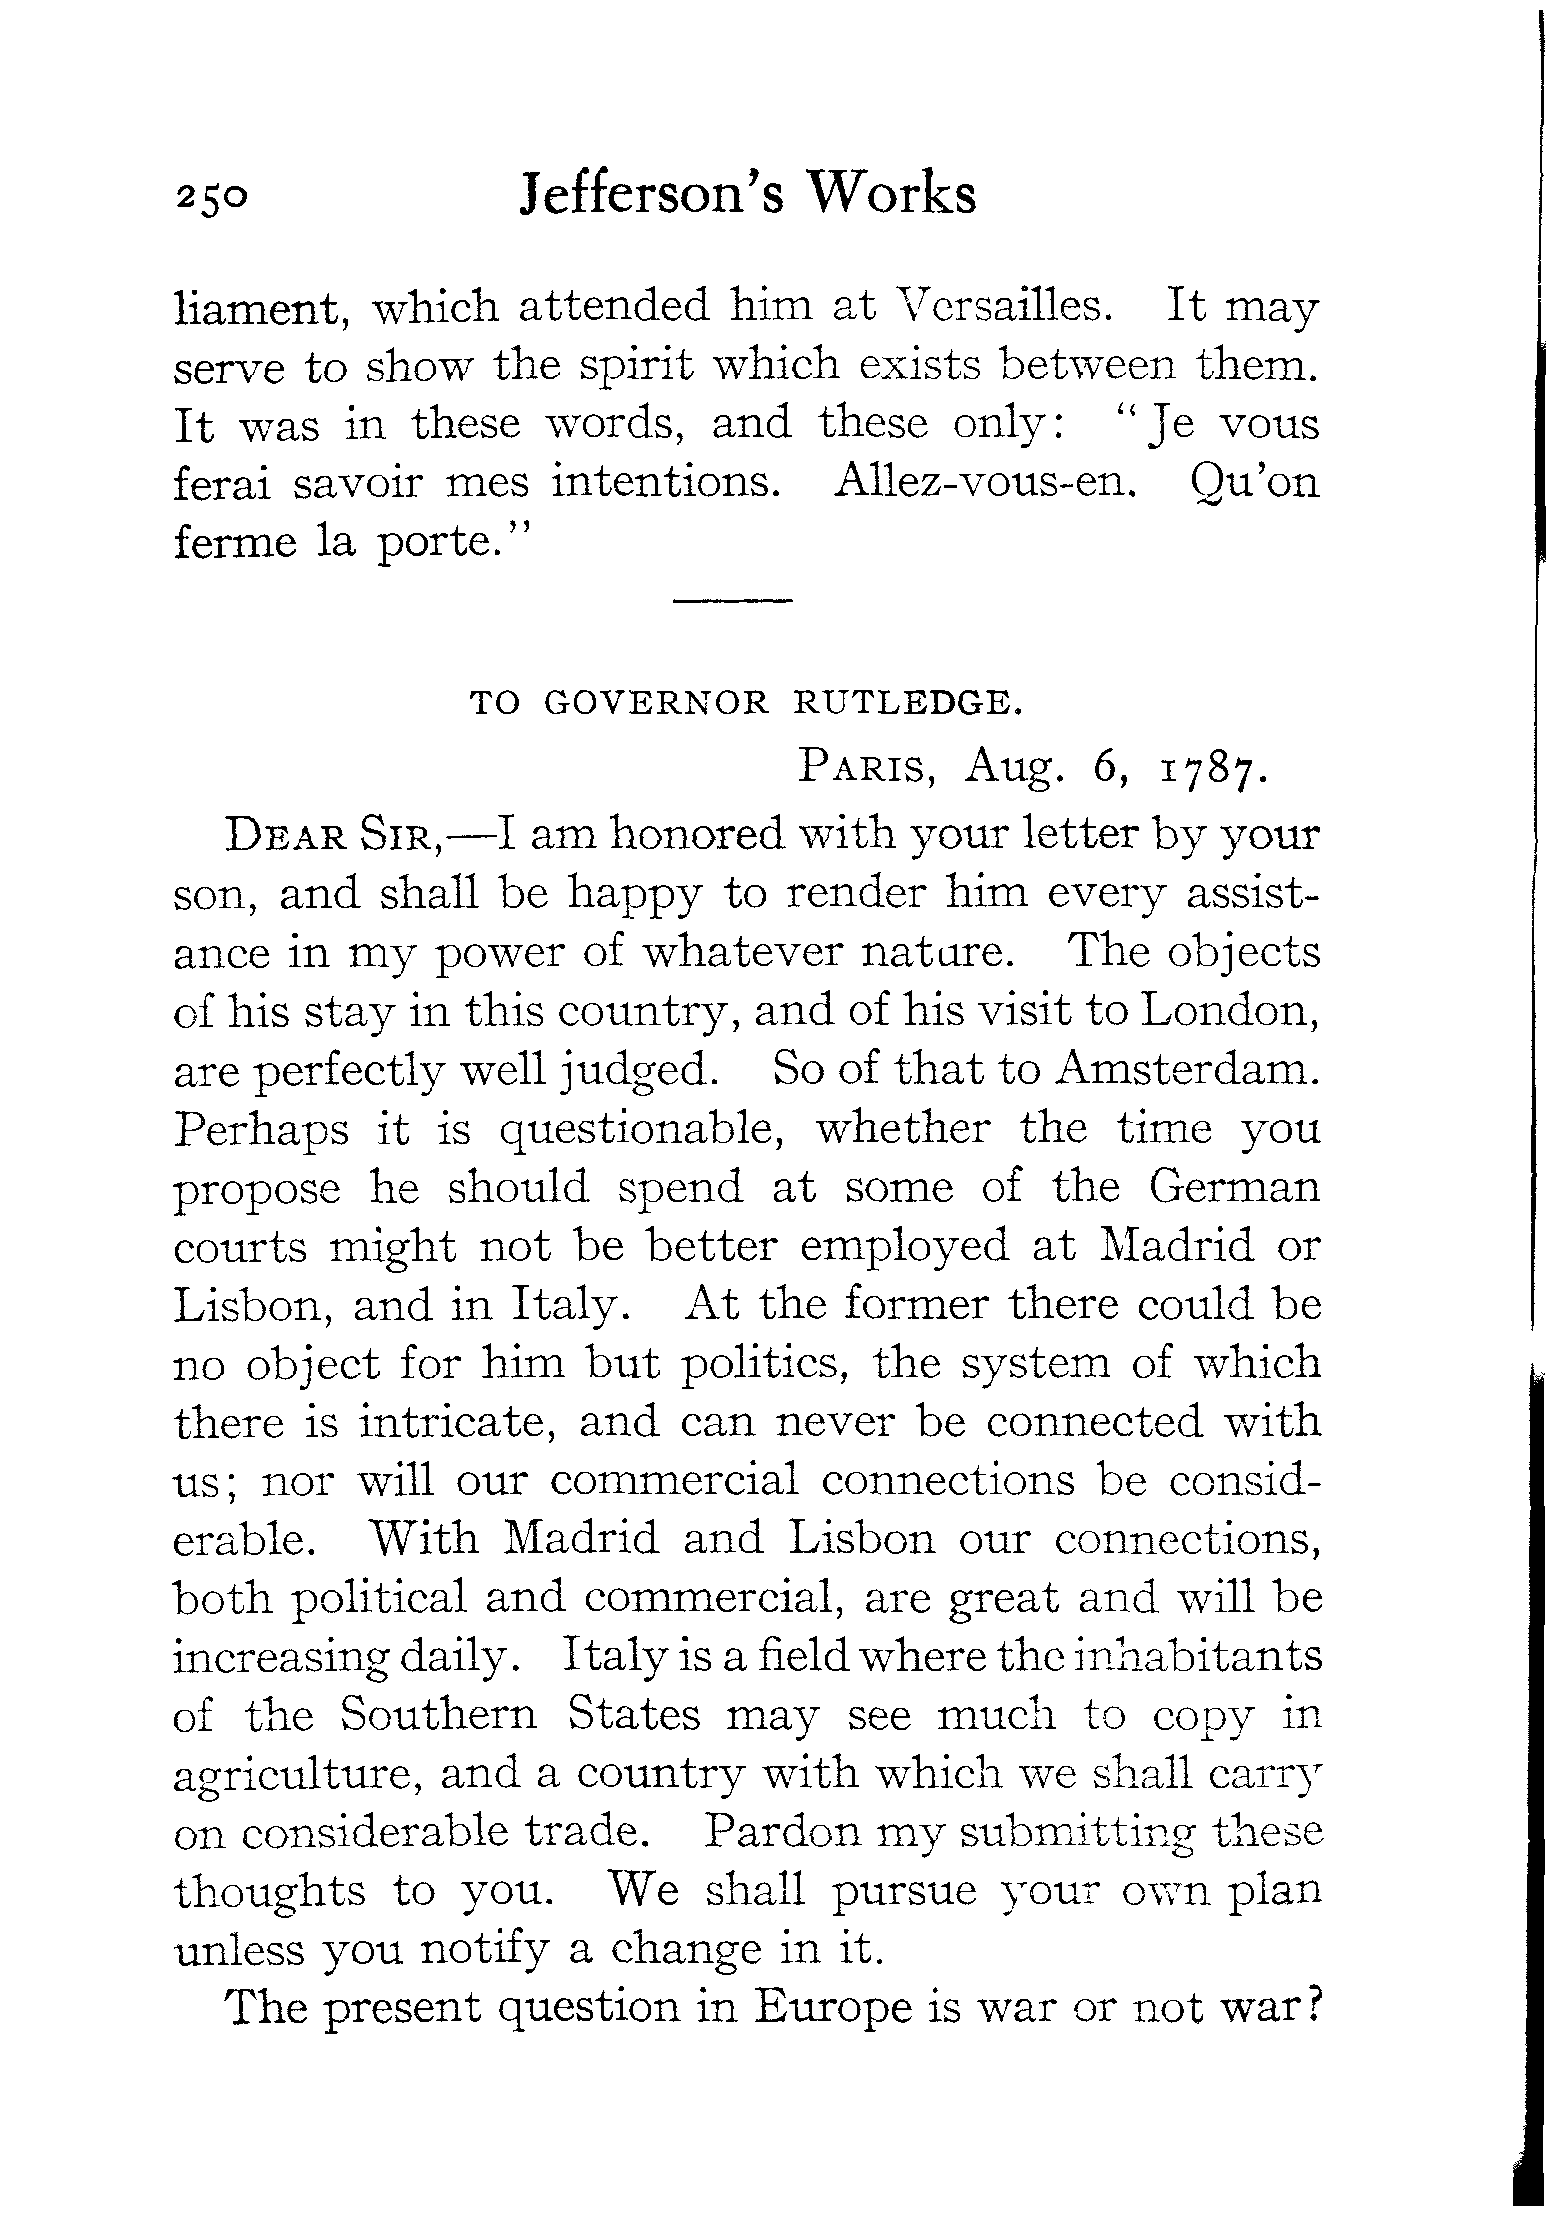 250 Jefferson's Works
liament, which attended him at Versailles. It may
serve to show the spirit which exists between them.
It was in these words, and these only: "Je vous
ferai savoir mes intentions. Allez-vous-en. Qu'on
ferme la porte."
TO GOVERNOR RUTLEDGE.
PARIS, Aug. 6, 1787.
DEAR SIR,—I am honored with your letter by your
son, and shall be happy to render him every assist-
ance in my power of whatever nature. The objects
of his stay in this country, and of his visit to London,
are perfectly well judged. So of that to Amsterdam.
Perhaps it is questionable, whether the time you
propose he should spend at some of the German
courts might not be better employed at Madrid or
Lisbon, and in Italy. At the former there could be
no object for him but politics, the system of which
there is intricate, and can never be connected with
us; nor will our commercial connections be consid-
erable. With Madrid and Lisbon our connections,
both political and commercial, are great and will be
increasing daily. Italy is a field where the inhabitants
of the Southern States may see much to copy in
agriculture, and a country with which we shall carry
on considerable trade. Pardon my submitting these
thoughts to you. We shall pursue your own plan
unless you notify a change in it.
The present question in Europe is war or not war?